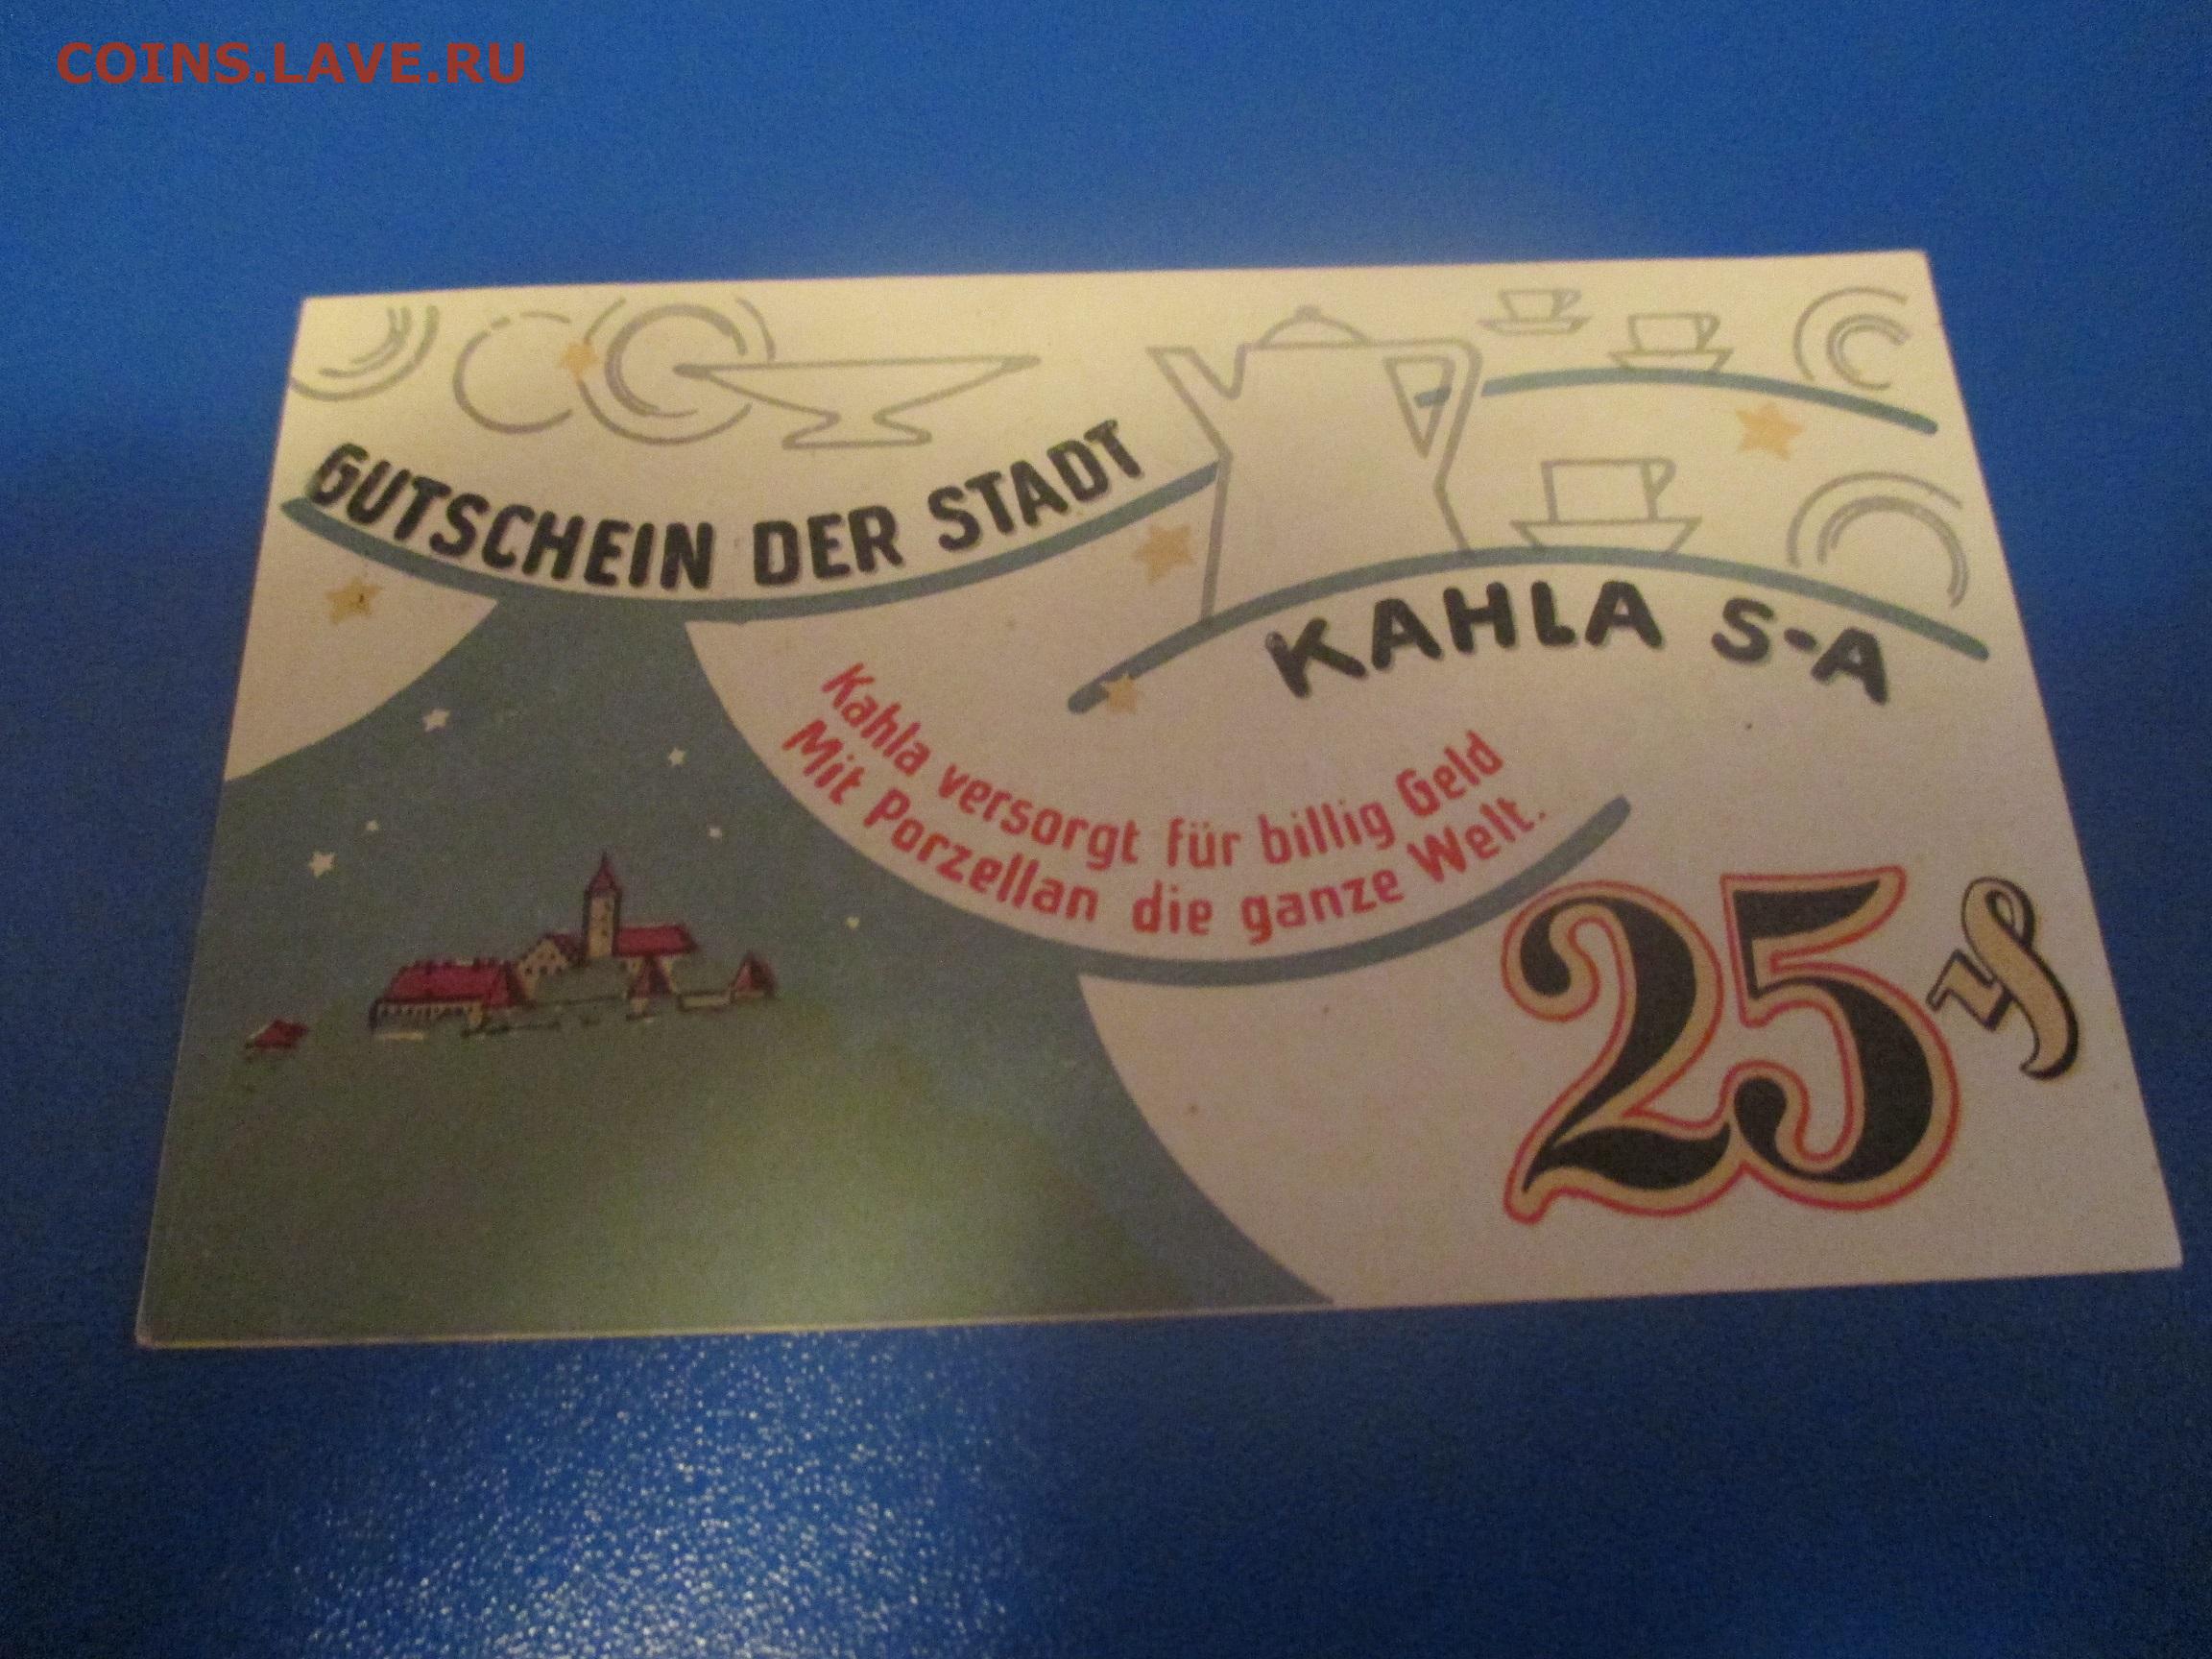 COINS.LAVE.RU
GUTSCHEIN DER STADT
KAHLA S-A
Kahla versorgt für billig Geld
Mit Porzellan die ganze Welt.
25 ₰